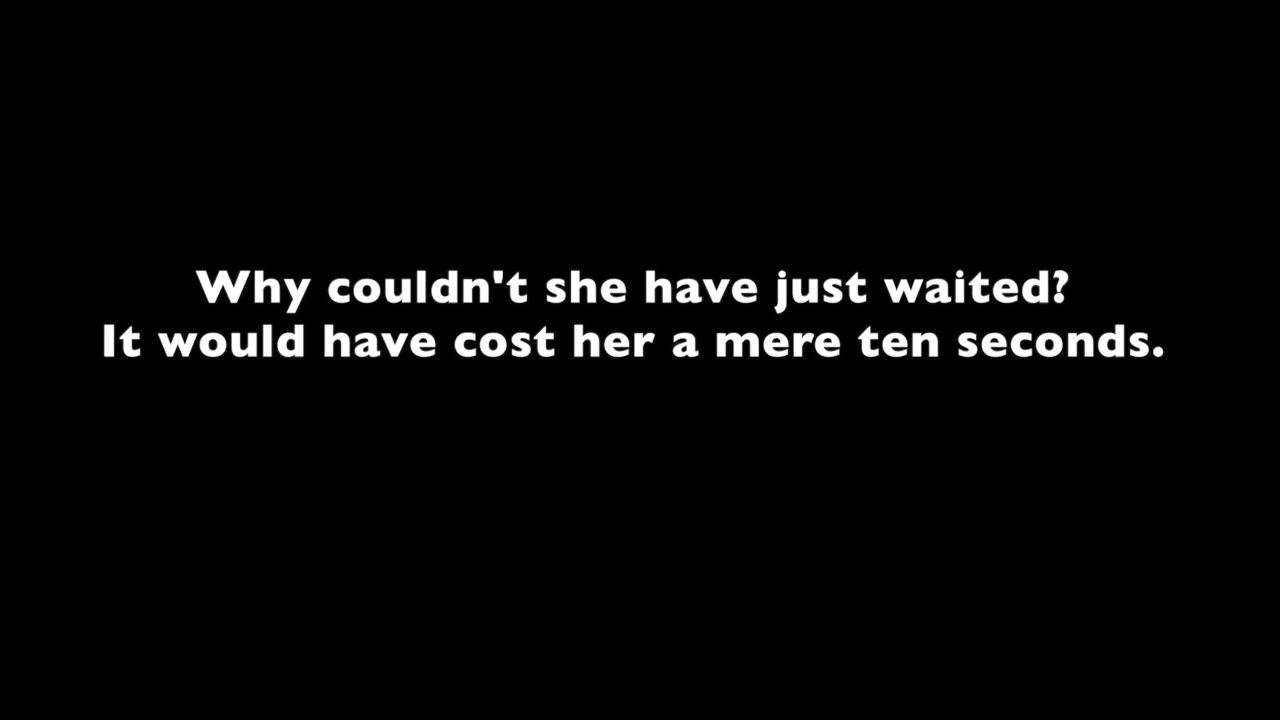 Why couldn't she have just waited?
It would have cost her a mere ten seconds.